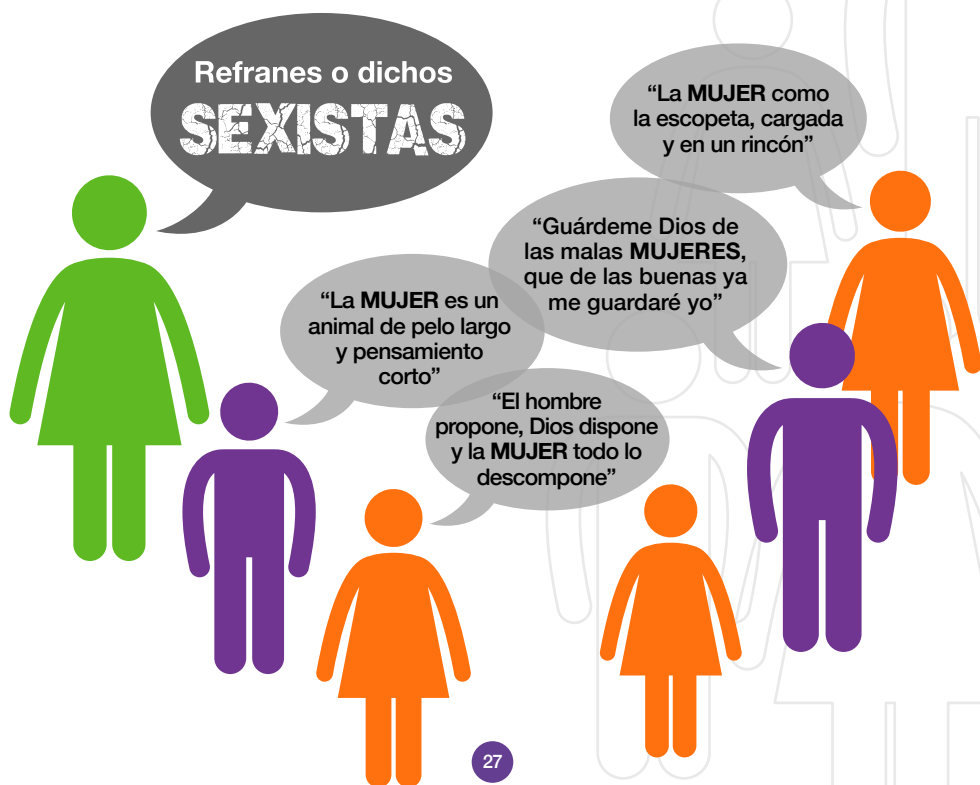 Refranes o dichos
SEXISTAS
“La MUJER como
la escopeta, cargada
y en un rincón”
“Guárdeme Dios de
las malas MUJERES,
que de las buenas ya
me guardaré yo”
“La MUJER es un
animal de pelo largo
y pensamiento
corto”
“El hombre
propone, Dios dispone
y la MUJER todo lo
descompone”
27